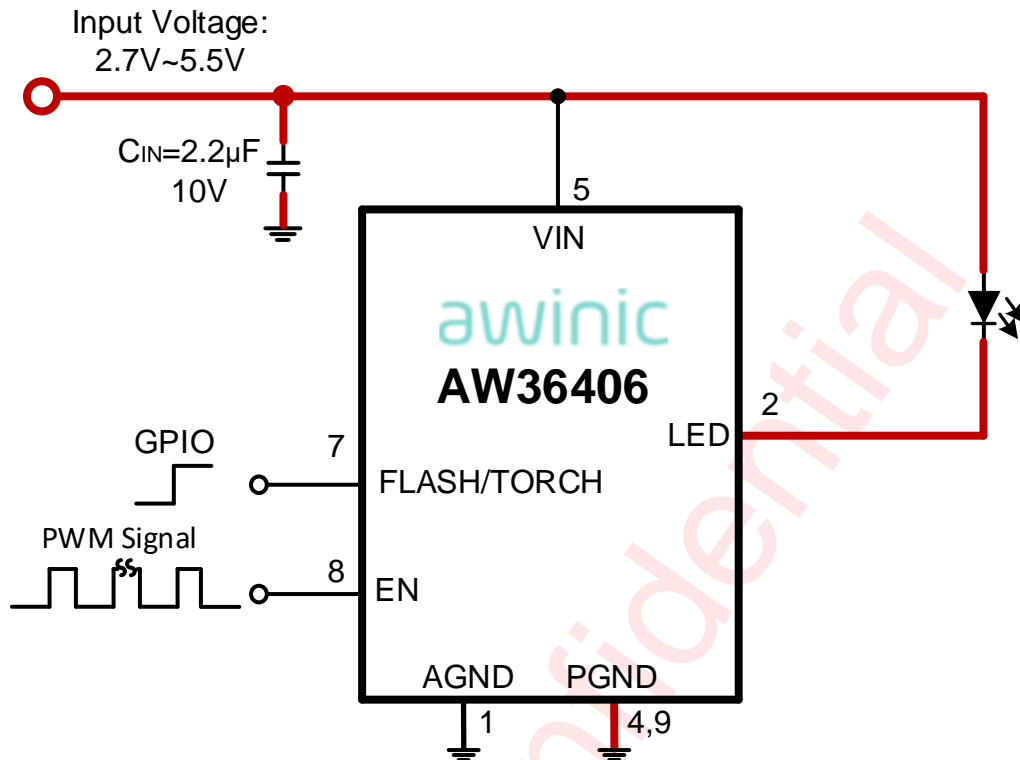 Input Voltage:
2.7V~5.5V
CIN=2.2µF
10V
5
VIN
awinic
AW36406
2
LED
GPIO
7
FLASH/TORCH
PWM Signal
8
EN
AGND
PGND
1
4,9
nfidential